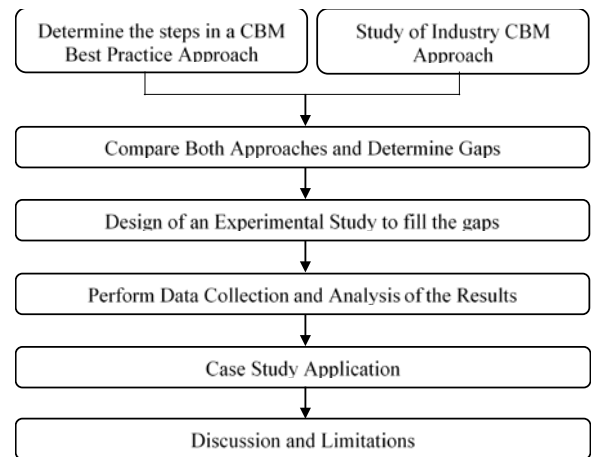 Determine the steps in a CBM
Best Practice Approach
Study of Industry CBM
Approach
Compare Both Approaches and Determine Gaps
Design of an Experimental Study to fill the gaps
Perform Data Collection and Analysis of the Results
Case Study Application
Discussion and Limitations